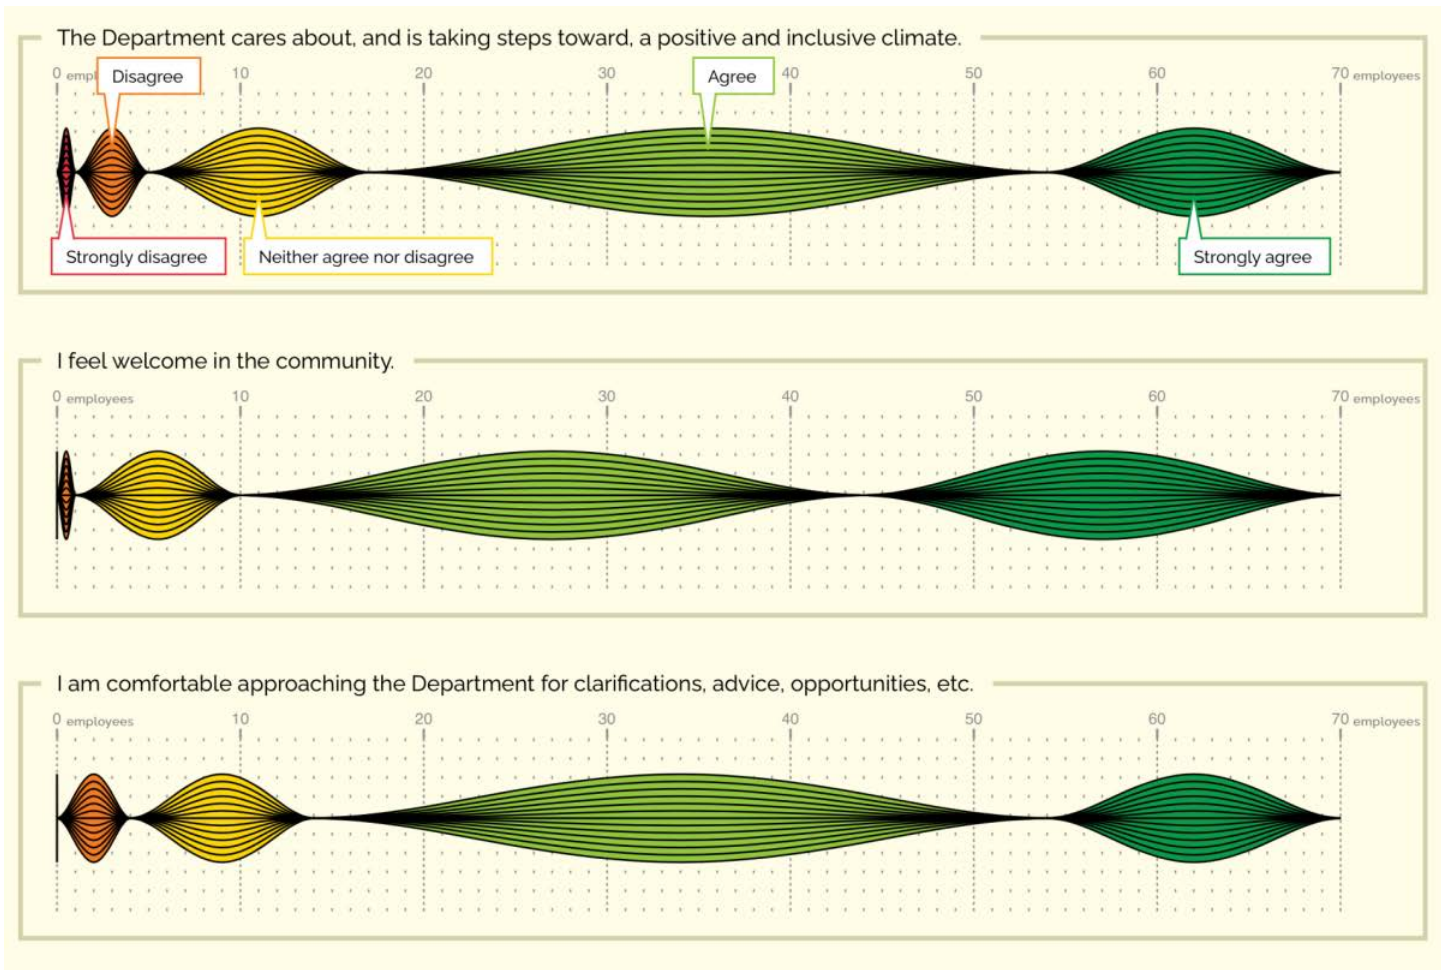 The Department cares about, and is taking steps toward, a positive and inclusive climate.
0 10 20 30 40 50 60 70 employees
Disagree Agree
Strongly disagree Neither agree nor disagree Strongly agree
I feel welcome in the community.
0 employees 10 20 30 40 50 60 70 employees
I am comfortable approaching the Department for clarifications, advice, opportunities, etc.
0 employees 10 20 30 40 50 60 70 employees